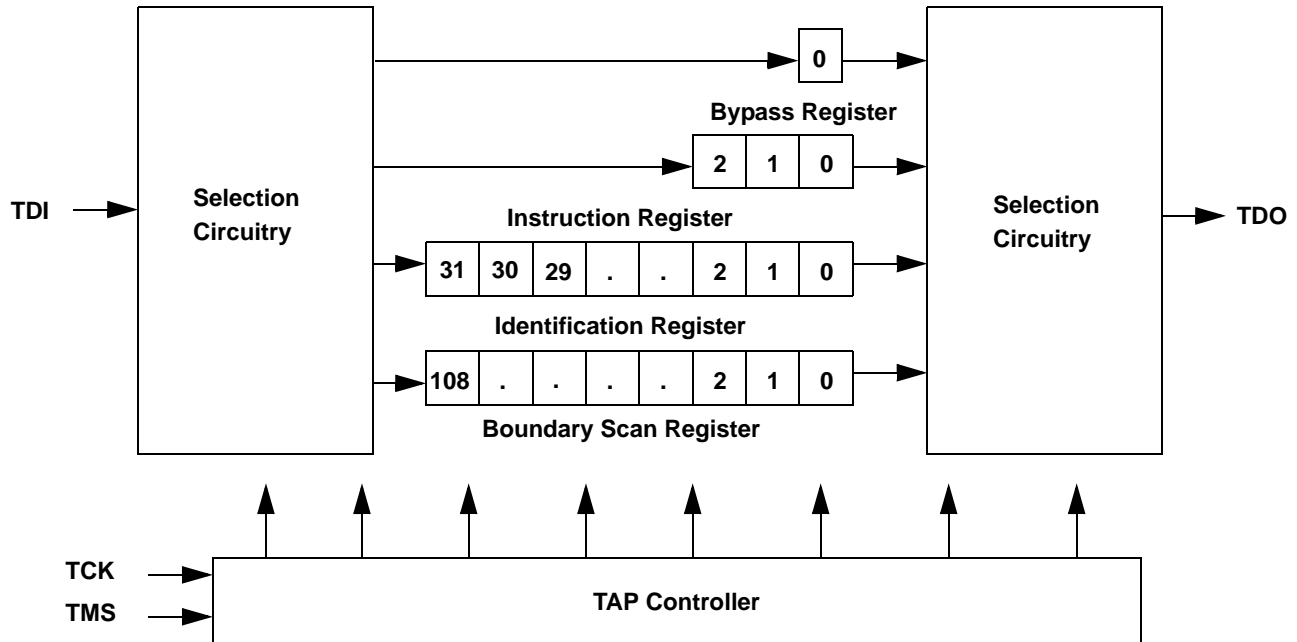 0
Bypass Register
2 1 0
TDI
Selection
Circuitry
Selection
Circuitry
TDO
Instruction Register
31 30 29 . . 2 1 0
Identification Register
108 . . . . 2 1 0
Boundary Scan Register
TCK
TMS
TAP Controller